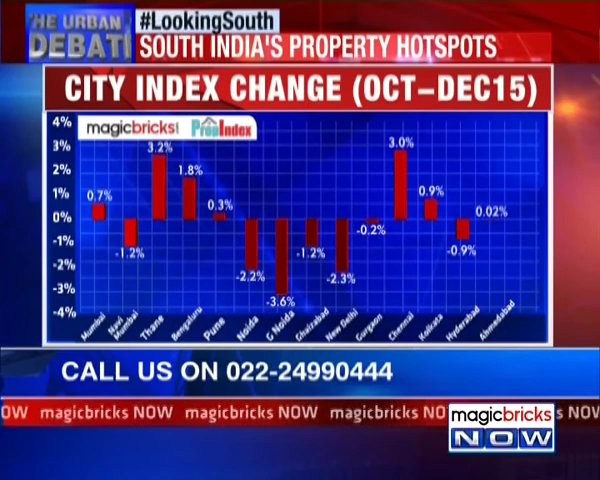 THE URBAN
DEBATE
#LookingSouth
SOUTH INDIA'S PROPERTY HOTSPOTS
CITY INDEX CHANGE (OCT–DEC15)
magicbricks! PropIndex
4%
3%
2%
1%
0%
-1%
-2%
-3%
-4%
0.7%
-1.2%
3.2%
1.8%
0.3%
-2.2%
-3.6%
-1.2%
-2.3%
-0.2%
3.0%
0.9%
-0.9%
0.02%
Mumbai
Navi
Mumbai
Thane
Bengaluru
Pune
Noida
G Noida
Ghaizabad
New Delhi
Gurgaon
Chennai
Kolkata
Hyderabad
Ahmedabad
CALL US ON 022-24990444
OW magicbricks NOW magicbricks NOW magicbricks NO
s NOW
magicbricks
NOW